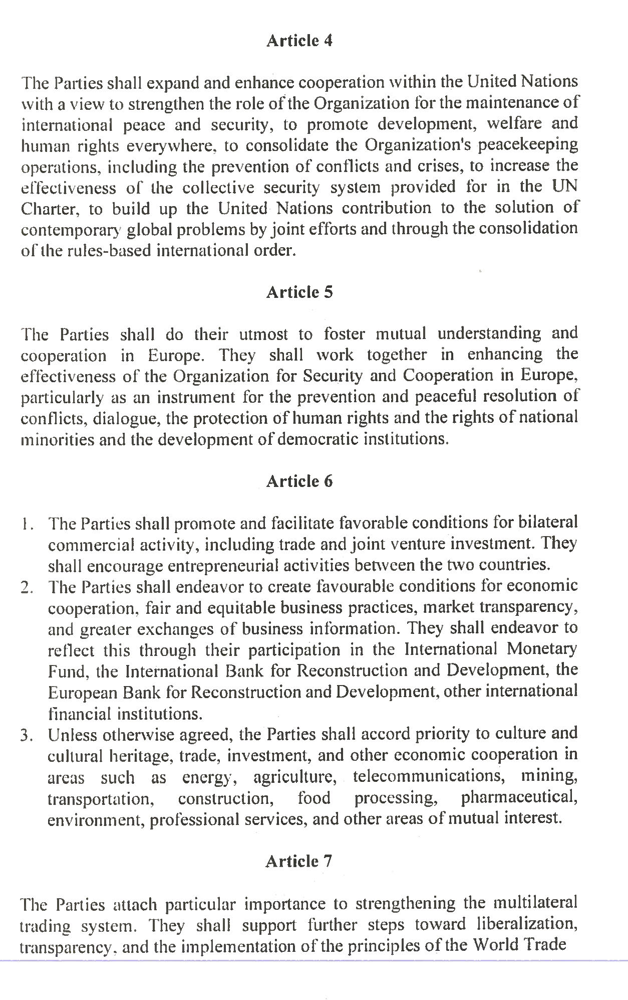 Article 4
The Parties shall expand and enhance cooperation within the United Nations
with a view to strengthen the role of the Organization for the maintenance of
international peace and security, to promote development, welfare and
human rights everywhere, to consolidate the Organization's peacekeeping
operations, including the prevention of conflicts and crises, to increase the
effectiveness of the collective security system provided for in the UN
Charter, to build up the United Nations contribution to the solution of
contemporary global problems by joint efforts and through the consolidation
of the rules-based international order.
Article 5
The Parties shall do their utmost to foster mutual understanding and
cooperation in Europe. They shall work together in enhancing the
effectiveness of the Organization for Security and Cooperation in Europe,
particularly as an instrument for the prevention and peaceful resolution of
conflicts, dialogue, the protection of human rights and the rights of national
minorities and the development of democratic institutions.
Article 6
1. The Parties shall promote and facilitate favorable conditions for bilateral
commercial activity, including trade and joint venture investment. They
shall encourage entrepreneurial activities between the two countries.
2. The Parties shall endeavor to create favourable conditions for economic
cooperation, fair and equitable business practices, market transparency,
and greater exchanges of business information. They shall endeavor to
reflect this through their participation in the International Monetary
Fund, the International Bank for Reconstruction and Development, the
European Bank for Reconstruction and Development, other international
financial institutions.
3. Unless otherwise agreed, the Parties shall accord priority to culture and
cultural heritage, trade, investment, and other economic cooperation in
areas such as energy, agriculture, telecommunications, mining,
transportation, construction, food processing, pharmaceutical,
environment, professional services, and other areas of mutual interest.
Article 7
The Parties attach particular importance to strengthening the multilateral
trading system. They shall support further steps toward liberalization,
transparency, and the implementation of the principles of the World Trade